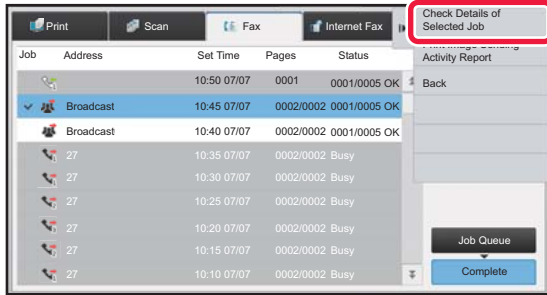 Print
Scan
Fax
Internet Fax
Check Details of
Selected Job
Print Image Sending
Activity Report
Back
Job Address Set Time Pages Status
10:50 07/07 0001 0001/0005 OK
Broadcast 10:45 07/07 0002/0002 0001/0005 OK
Broadcast 10:40 07/07 0002/0002 0001/0005 OK
27 10:35 07/07 0002/0002 Busy
27 10:30 07/07 0002/0002 Busy
27 10:25 07/07 0002/0002 Busy
27 10:20 07/07 0002/0002 Busy
27 10:15 07/07 0002/0002 Busy
27 10:10 07/07 0002/0002 Busy
Job Queue
Complete